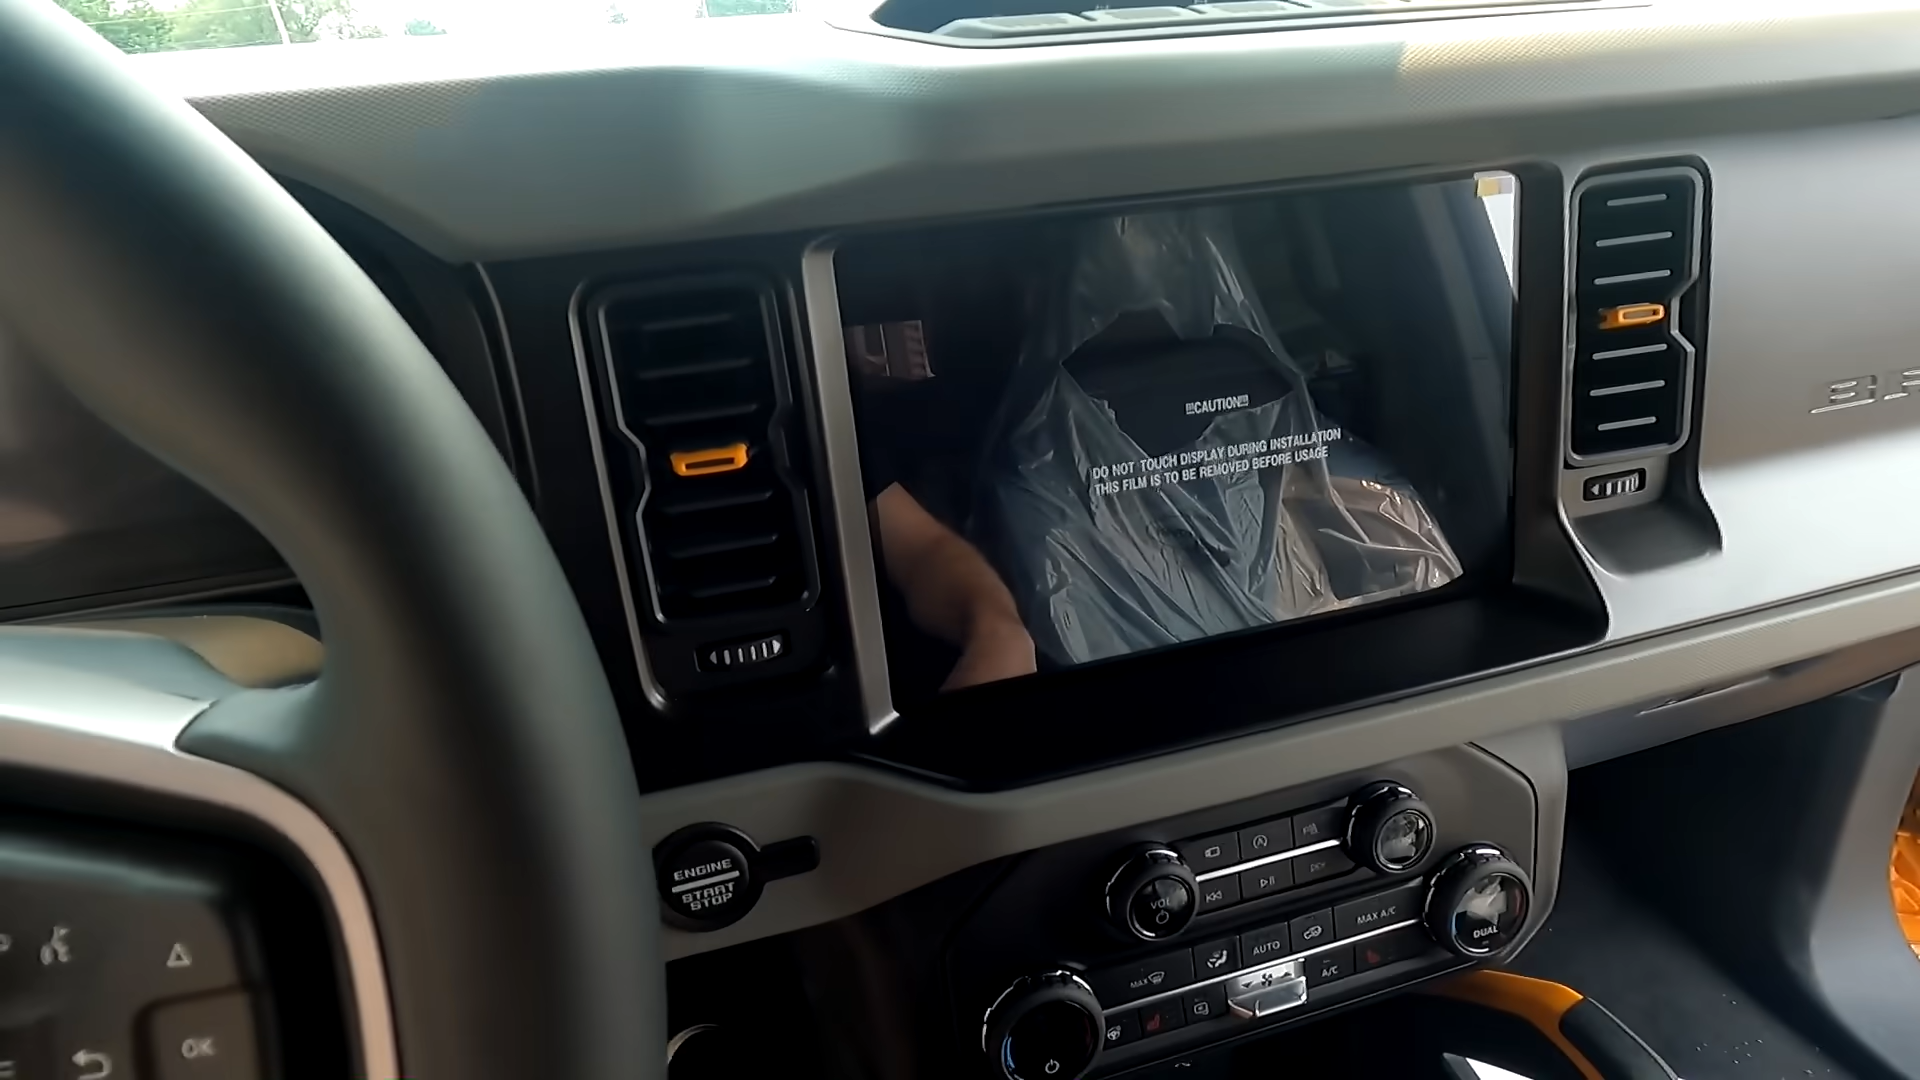 !!!CAUTION!!!
DO NOT TOUCH DISPLAY DURING INSTALLATION
THIS FILM IS TO BE REMOVED BEFORE USAGE
ENGINE
START
STOP
VOL
MAX A/C
DUAL
AUTO
MAX
A/C
OK